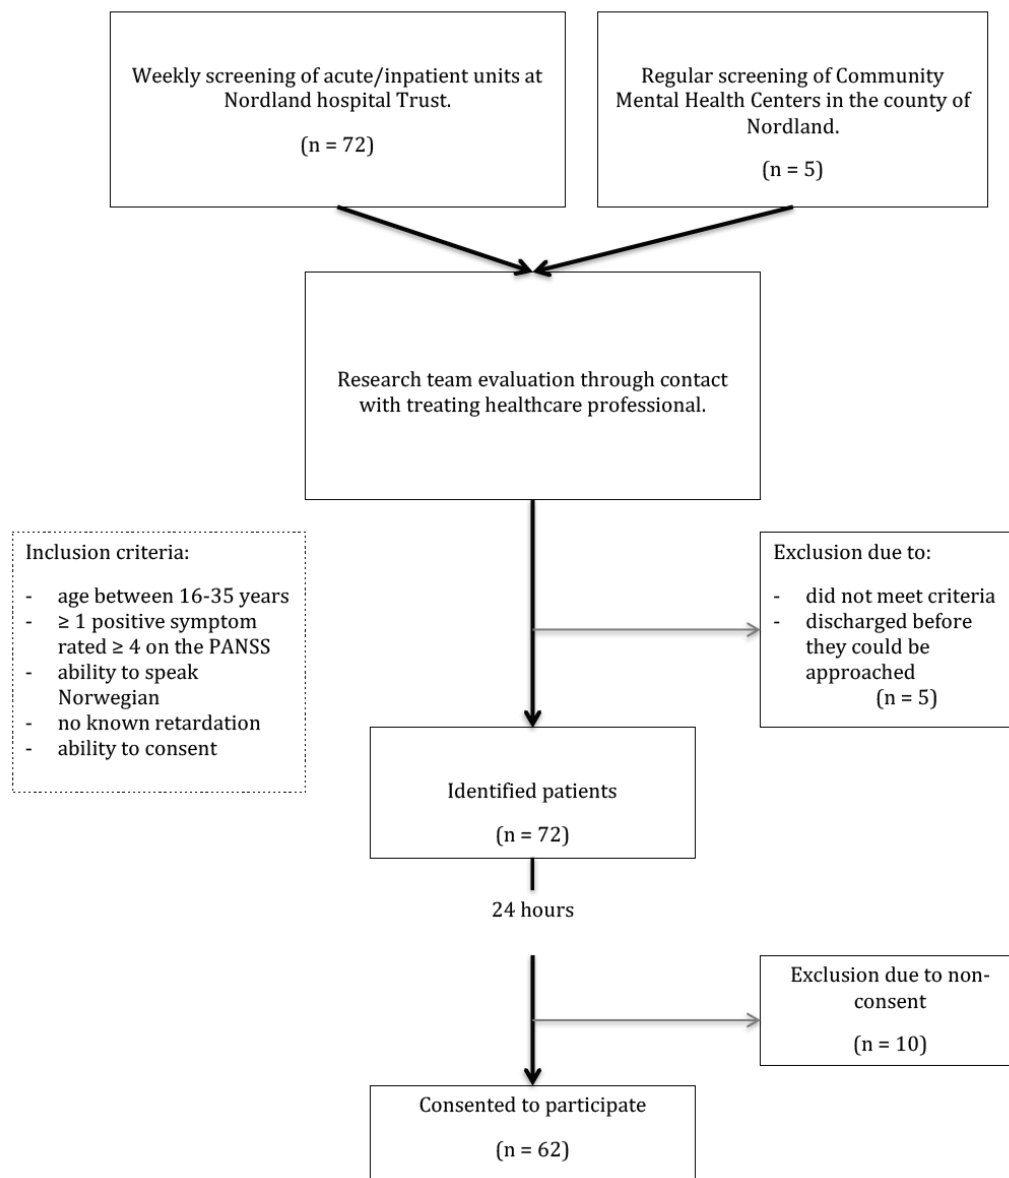 Weekly screening of acute/inpatient units at
Nordland hospital Trust.
(n = 72)
Regular screening of Community
Mental Health Centers in the county of
Nordland.
(n = 5)
Research team evaluation through contact
with treating healthcare professional.
Inclusion criteria:
- age between 16-35 years
- ≥ 1 positive symptom
rated ≥ 4 on the PANSS
- ability to speak
Norwegian
- no known retardation
- ability to consent
Exclusion due to:
- did not meet criteria
- discharged before
they could be
approached
(n = 5)
Identified patients
(n = 72)
24 hours
Exclusion due to non-
consent
(n = 10)
Consented to participate
(n = 62)